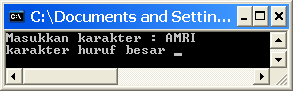 C:\Documents and Settin...
Masukkan karakter : AMRI
karakter huruf besar _